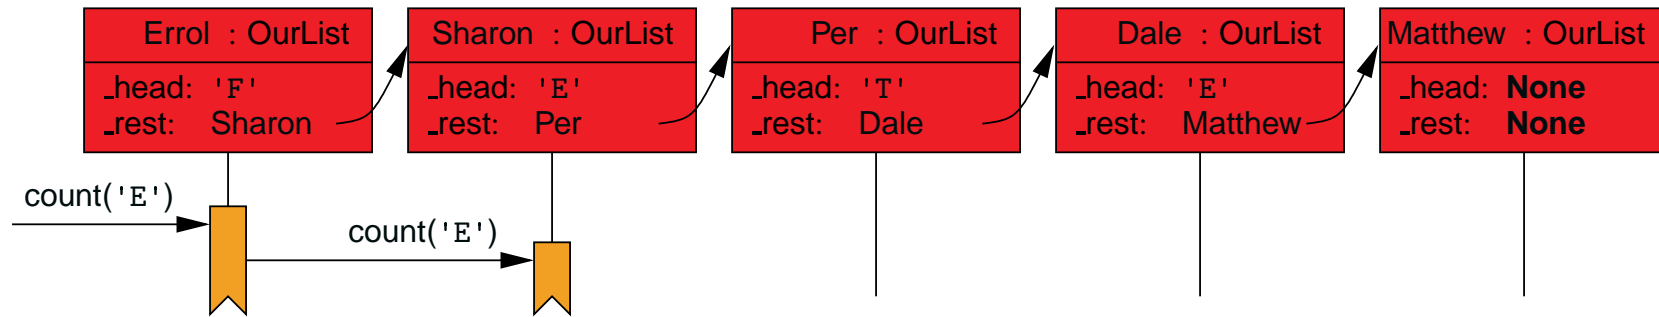 Errol : OurList
_head: 'F'
_rest: Sharon
Sharon : OurList
_head: 'E'
_rest: Per
Per : OurList
_head: 'T'
_rest: Dale
Dale : OurList
_head: 'E'
_rest: Matthew
Matthew : OurList
_head: None
_rest: None
count('E')
count('E')